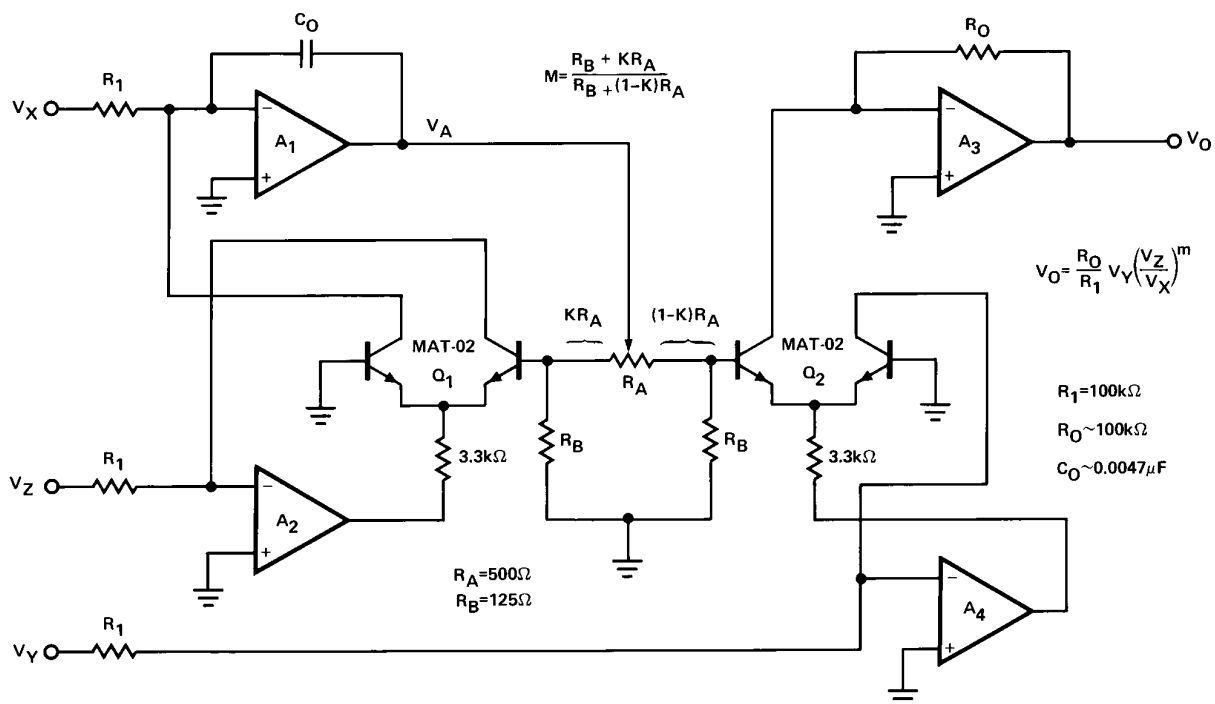 C_O
R_O
R_1
M= R_B + KR_A / R_B + (1-K)R_A
V_X
−
A_1
+
V_A
−
A_3
+
V_O
V_O = R_O/R_1 V_Y (V_Z/V_X)^m
KR_A
(1-K)R_A
MAT-02
Q_1
R_A
MAT-02
Q_2
R_1=100kΩ
R_O~100kΩ
C_O~0.0047μF
3.3kΩ
R_B
R_B
3.3kΩ
R_1
V_Z
−
A_2
+
R_A=500Ω
R_B=125Ω
−
A_4
+
R_1
V_Y